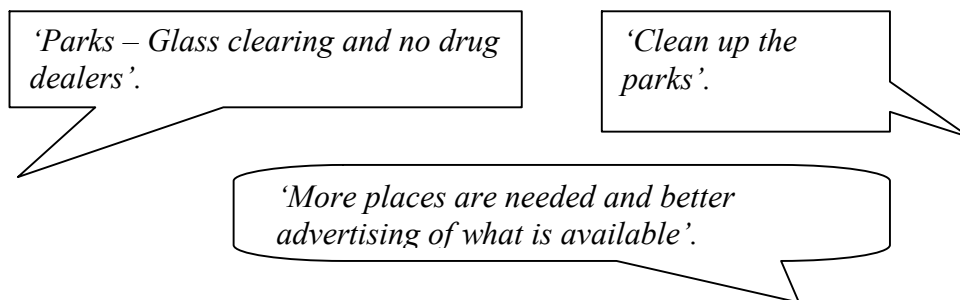 ‘Parks – Glass clearing and no drug
dealers’.
‘Clean up the
parks’.
‘More places are needed and better
advertising of what is available’.